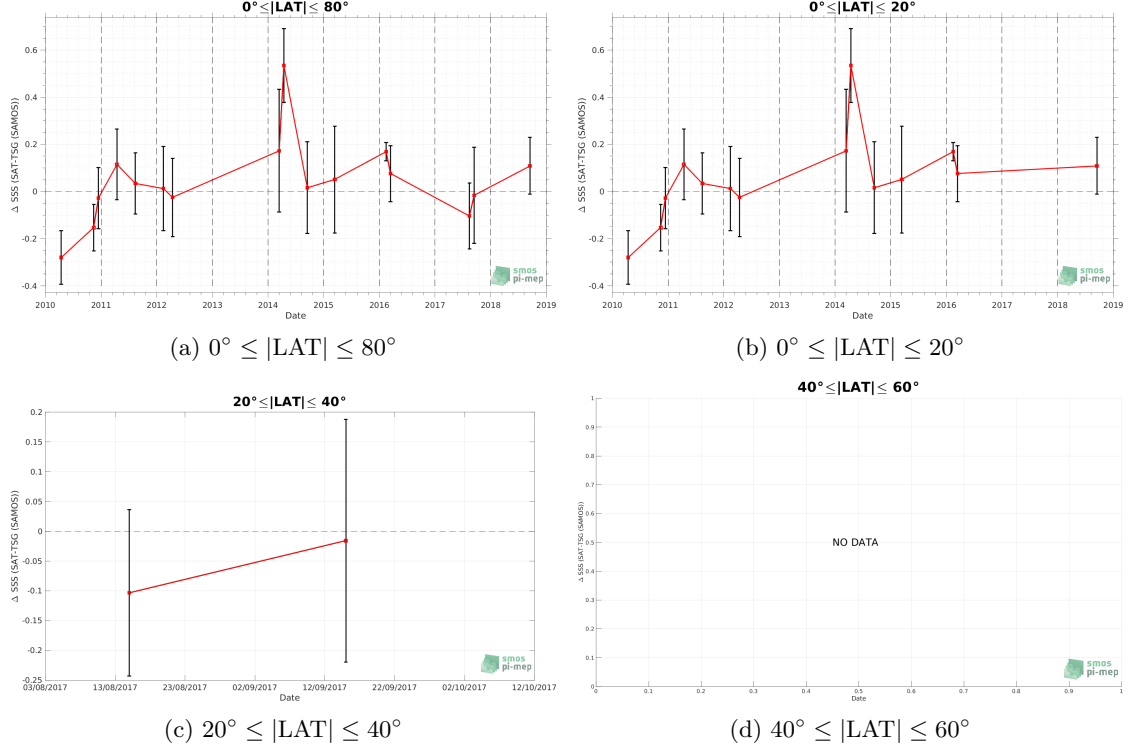 0°≤|LAT|≤ 80°
Δ SSS (SAT-TSG (SAMOS))
0.6
0.4
0.2
0
-0.2
-0.4
2010 2011 2012 2013 2014 2015 2016 2017 2018 2019
Date
smos
pi-mep
(a) 0° ≤ |LAT| ≤ 80°
0°≤|LAT|≤ 20°
Δ SSS (SAT-TSG (SAMOS))
0.6
0.4
0.2
0
-0.2
-0.4
2010 2011 2012 2013 2014 2015 2016 2017 2018 2019
Date
smos
pi-mep
(b) 0° ≤ |LAT| ≤ 20°
20°≤|LAT|≤ 40°
Δ SSS (SAT-TSG (SAMOS))
0.2
0.15
0.1
0.05
0
-0.05
-0.1
-0.15
-0.2
-0.25
03/08/2017 13/08/2017 23/08/2017 02/09/2017 12/09/2017 22/09/2017 02/10/2017 12/10/2017
Date
smos
pi-mep
(c) 20° ≤ |LAT| ≤ 40°
40°≤|LAT|≤ 60°
Δ SSS (SAT-TSG (SAMOS))
1
0.9
0.8
0.7
0.6
0.5
0.4
0.3
0.2
0.1
0
NO DATA
0 0.1 0.2 0.3 0.4 0.5 0.6 0.7 0.8 0.9 1
Date
smos
pi-mep
(d) 40° ≤ |LAT| ≤ 60°